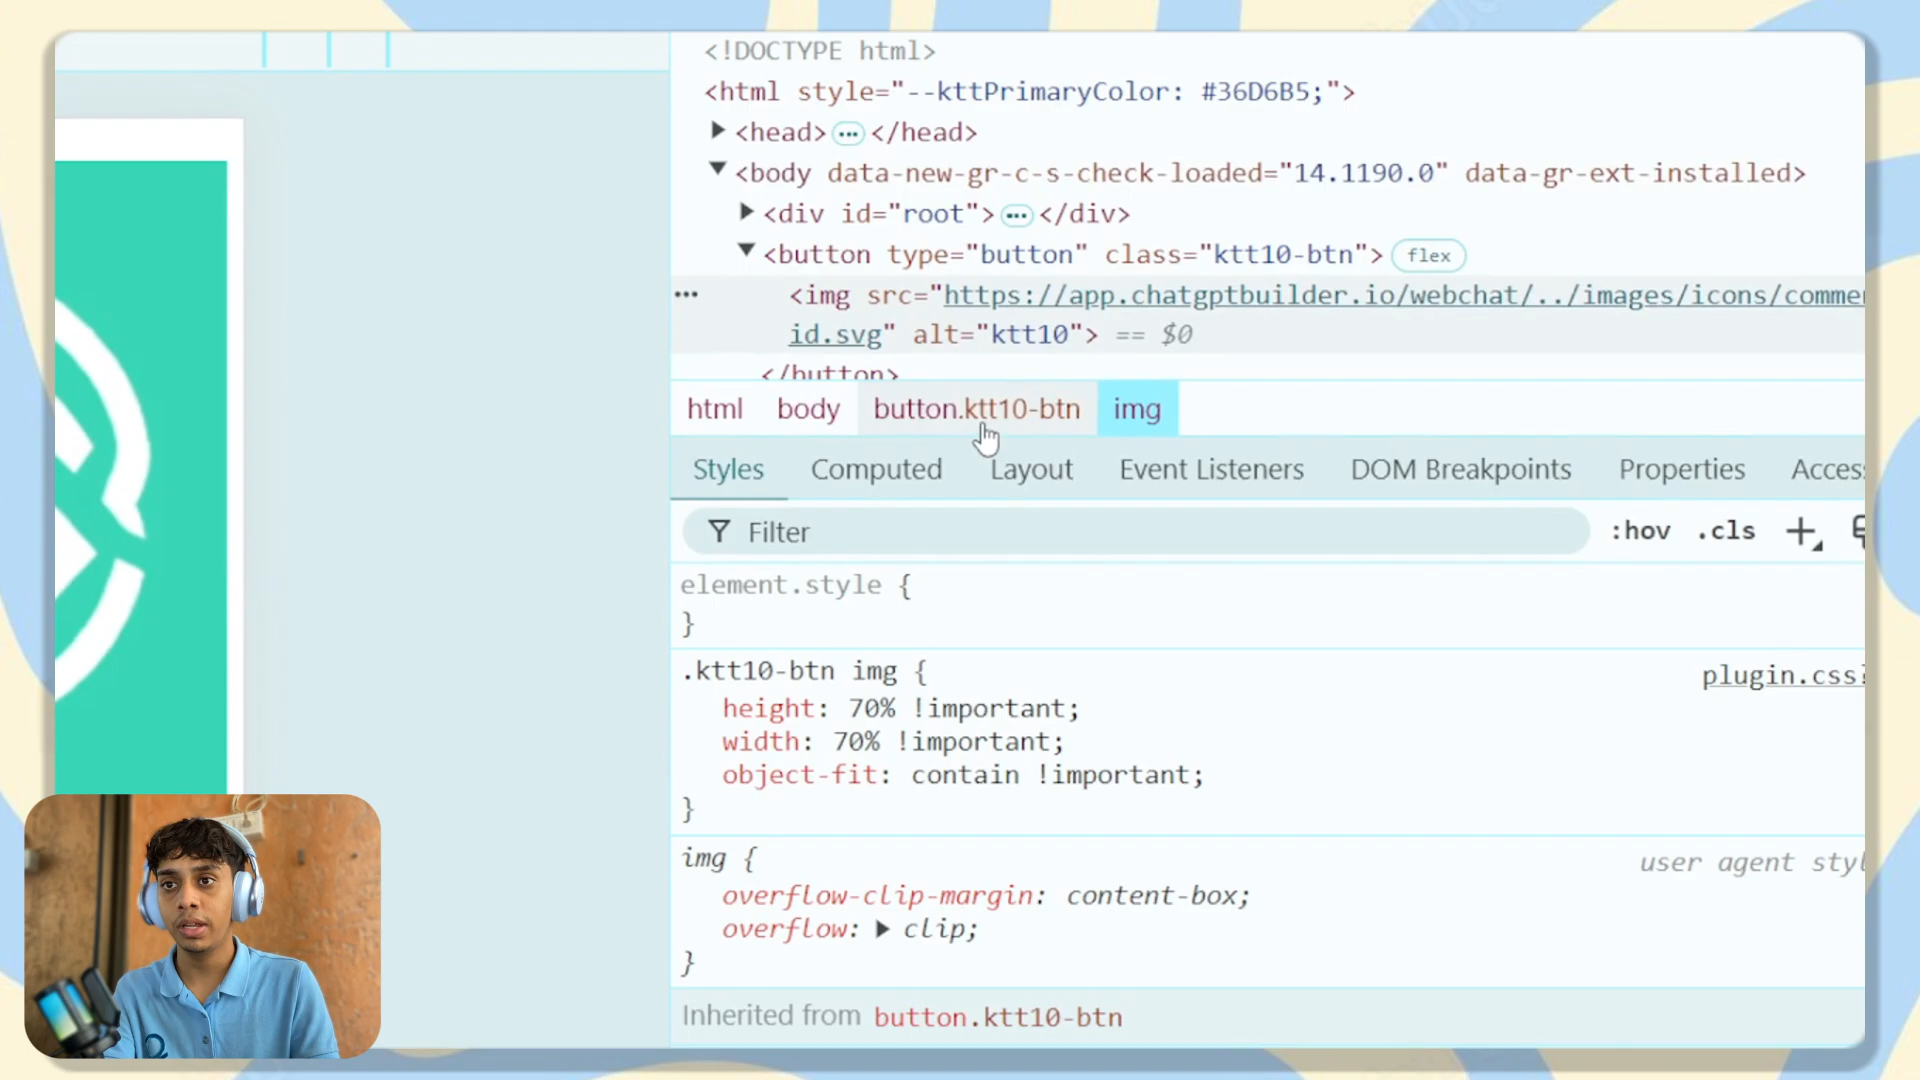 <!DOCTYPE html>
<html style="--kttPrimaryColor: #36D6B5;">
<head> ••• </head>
<body data-new-gr-c-s-check-loaded="14.1190.0" data-gr-ext-installed>
<div id="root"> ••• </div>
<button type="button" class="ktt10-btn"> flex
<img src="https://app.chatgptbuilder.io/webchat/../images/icons/comme
id.svg" alt="ktt10"> == $0
</button>
html body button.ktt10-btn img
Styles Computed Layout Event Listeners DOM Breakpoints Properties Acces
Filter :hov .cls
element.style {
}
.ktt10-btn img { plugin.css?
height: 70% !important;
width: 70% !important;
object-fit: contain !important;
}
img { user agent styl
overflow-clip-margin: content-box;
overflow: clip;
}
Inherited from button.ktt10-btn